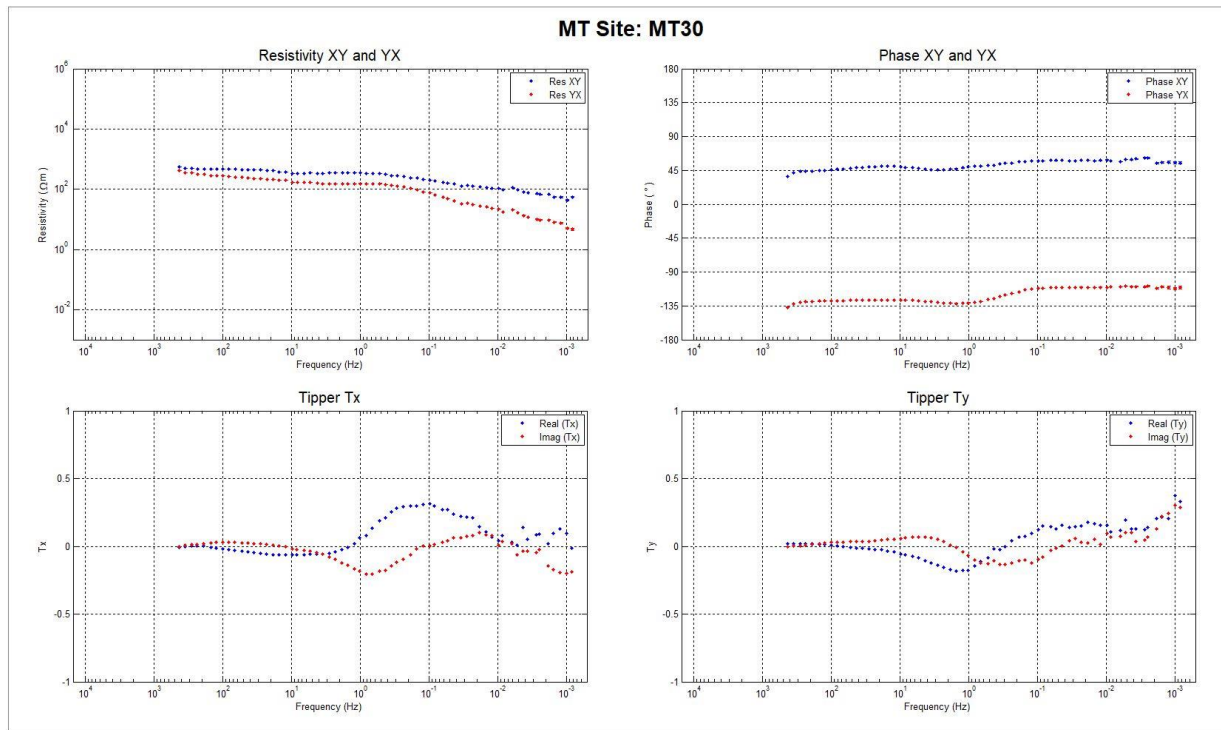 MT Site: MT30
Resistivity XY and YX
Res XY
Res YX
10^6
10^4
10^2
10^0
10^-2
Resistivity (Ωm)
10^4 10^3 10^2 10^1 10^0 10^-1 10^-2 10^-3
Frequency (Hz)
Phase XY and YX
Phase XY
Phase YX
180
135
90
45
0
-45
-90
-135
-180
Phase (°)
10^4 10^3 10^2 10^1 10^0 10^-1 10^-2 10^-3
Frequency (Hz)
Tipper Tx
Real (Tx)
Imag (Tx)
1
0.5
0
-0.5
-1
Tx
10^4 10^3 10^2 10^1 10^0 10^-1 10^-2 10^-3
Frequency (Hz)
Tipper Ty
Real (Ty)
Imag (Ty)
1
0.5
0
-0.5
-1
Ty
10^4 10^3 10^2 10^1 10^0 10^-1 10^-2 10^-3
Frequency (Hz)